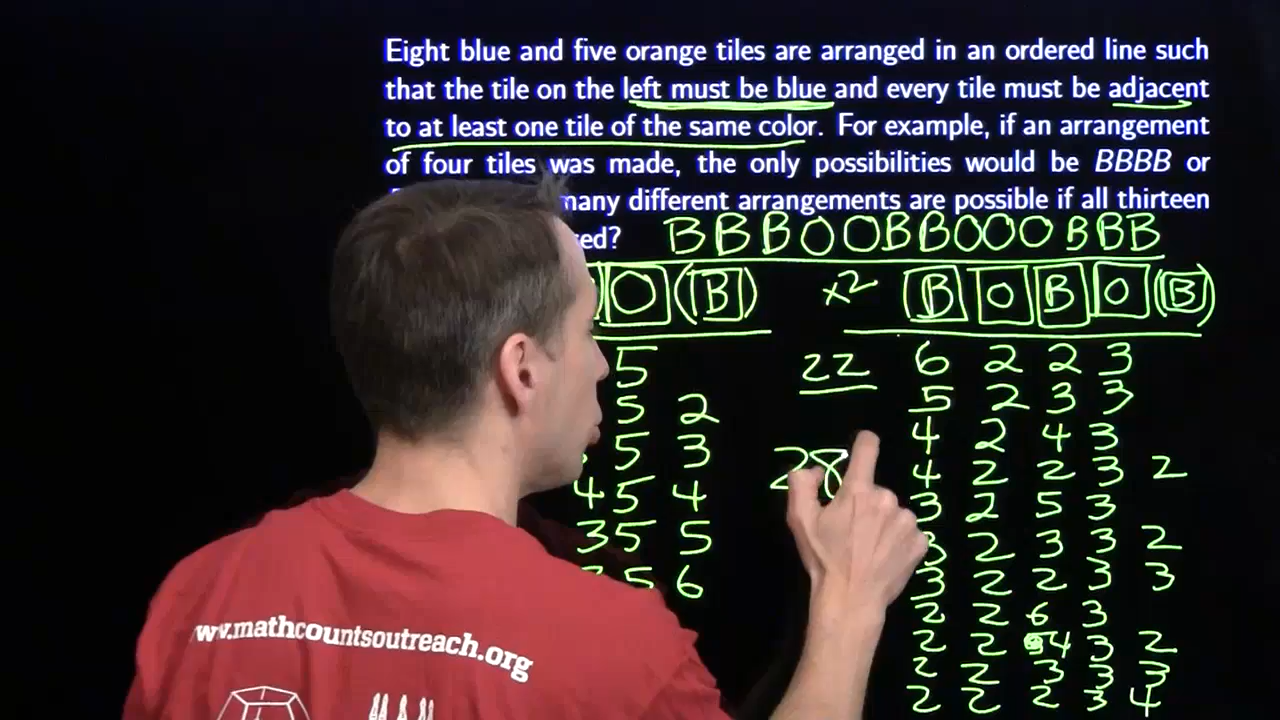 Eight blue and five orange tiles are arranged in an ordered line such
that the tile on the left must be blue and every tile must be adjacent
to at least one tile of the same color. For example, if an arrangement
of four tiles was made, the only possibilities would be BBBB or
many different arrangements are possible if all thirteen
ed? BBBOOBBOOOBBB
O (B) x2 B O B O (B)
5 22 6 2 2 3
5 2 5 2 3 3
5 3 4 2 4 3
28 4 2 2 3 2
4 5 4 3 2 5 3
3 5 5 3 2 3 3 2
5 6 3 2 2 3 3
2 2 6 3
2 2 4 3 2
2 2 3 3 3
2 2 2 3 4
www.mathcountsoutreach.org